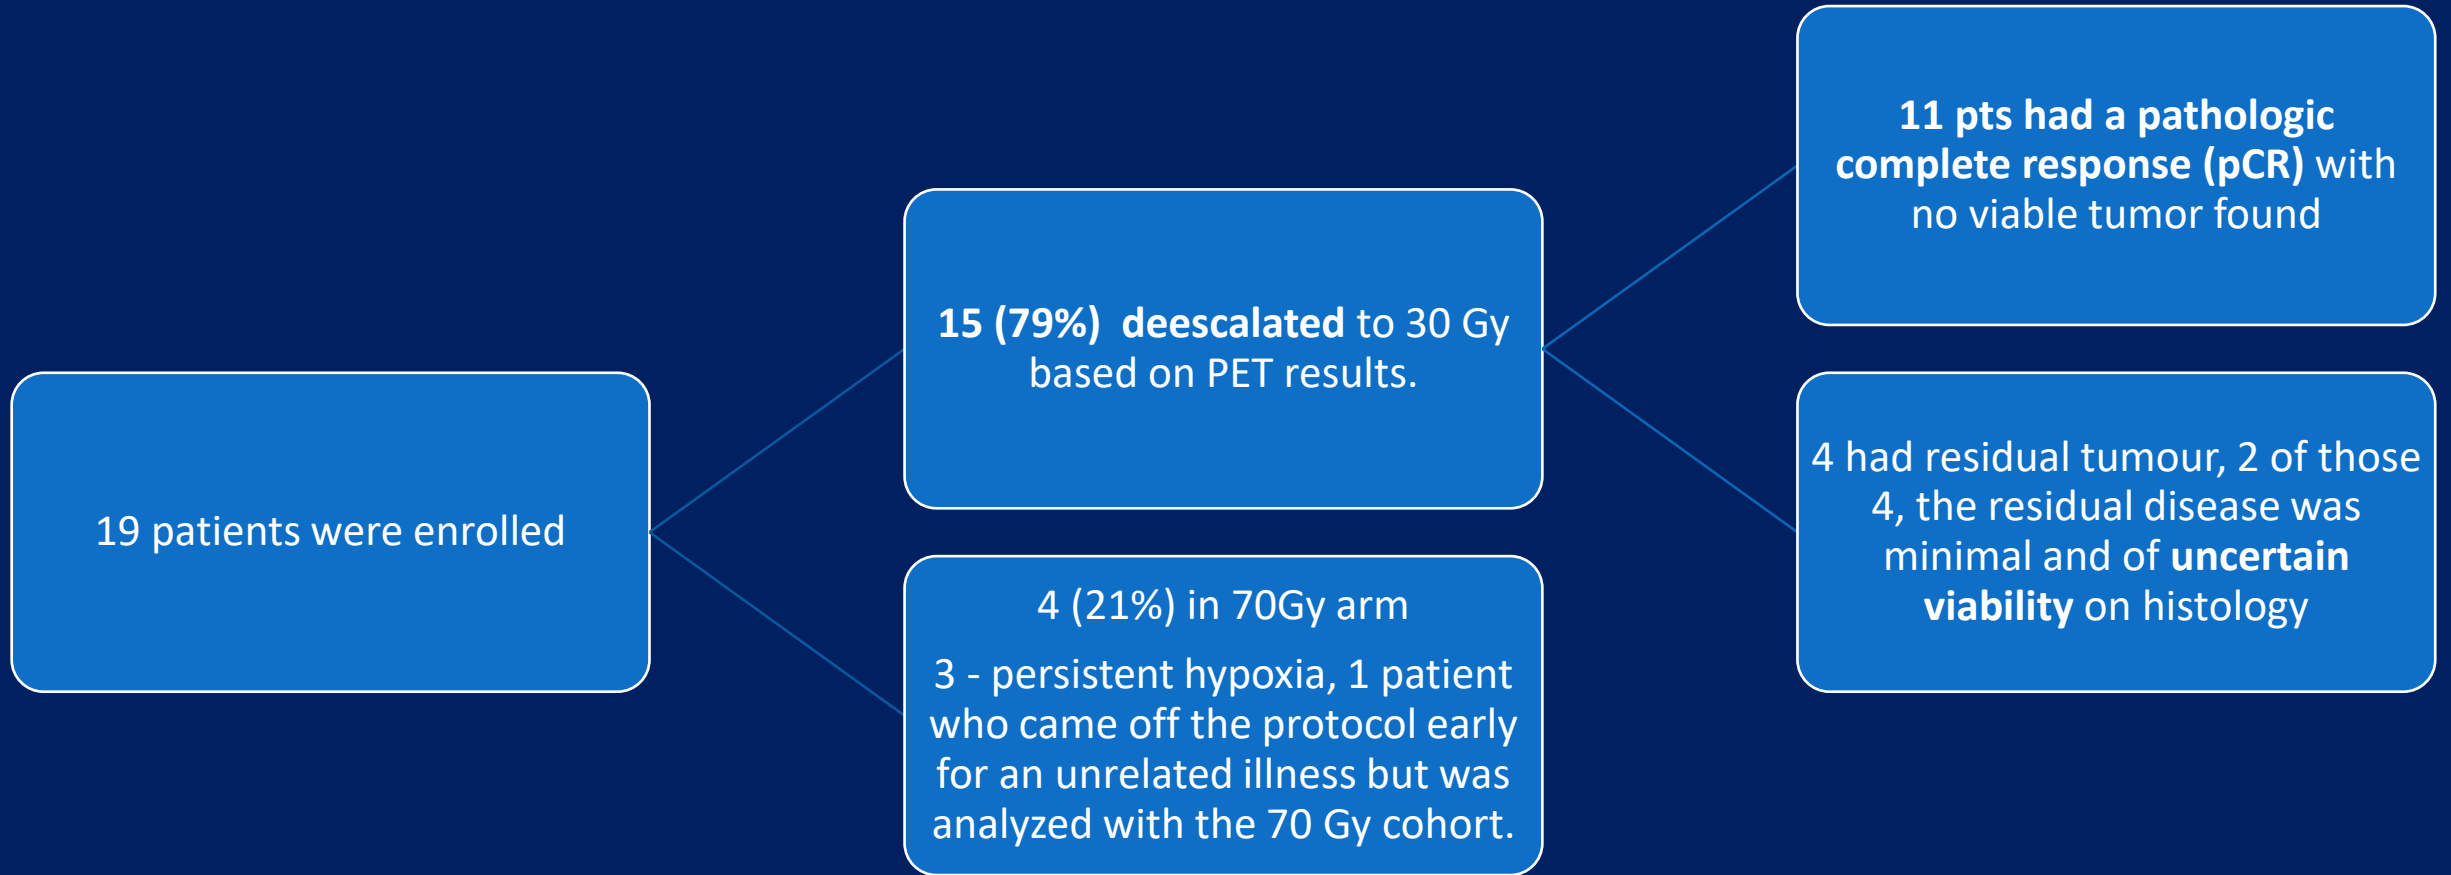 19 patients were enrolled
15 (79%) deescalated to 30 Gy
based on PET results.
4 (21%) in 70Gy arm
3 - persistent hypoxia, 1 patient
who came off the protocol early
for an unrelated illness but was
analyzed with the 70 Gy cohort.
11 pts had a pathologic
complete response (pCR) with
no viable tumor found
4 had residual tumour, 2 of those
4, the residual disease was
minimal and of uncertain
viability on histology